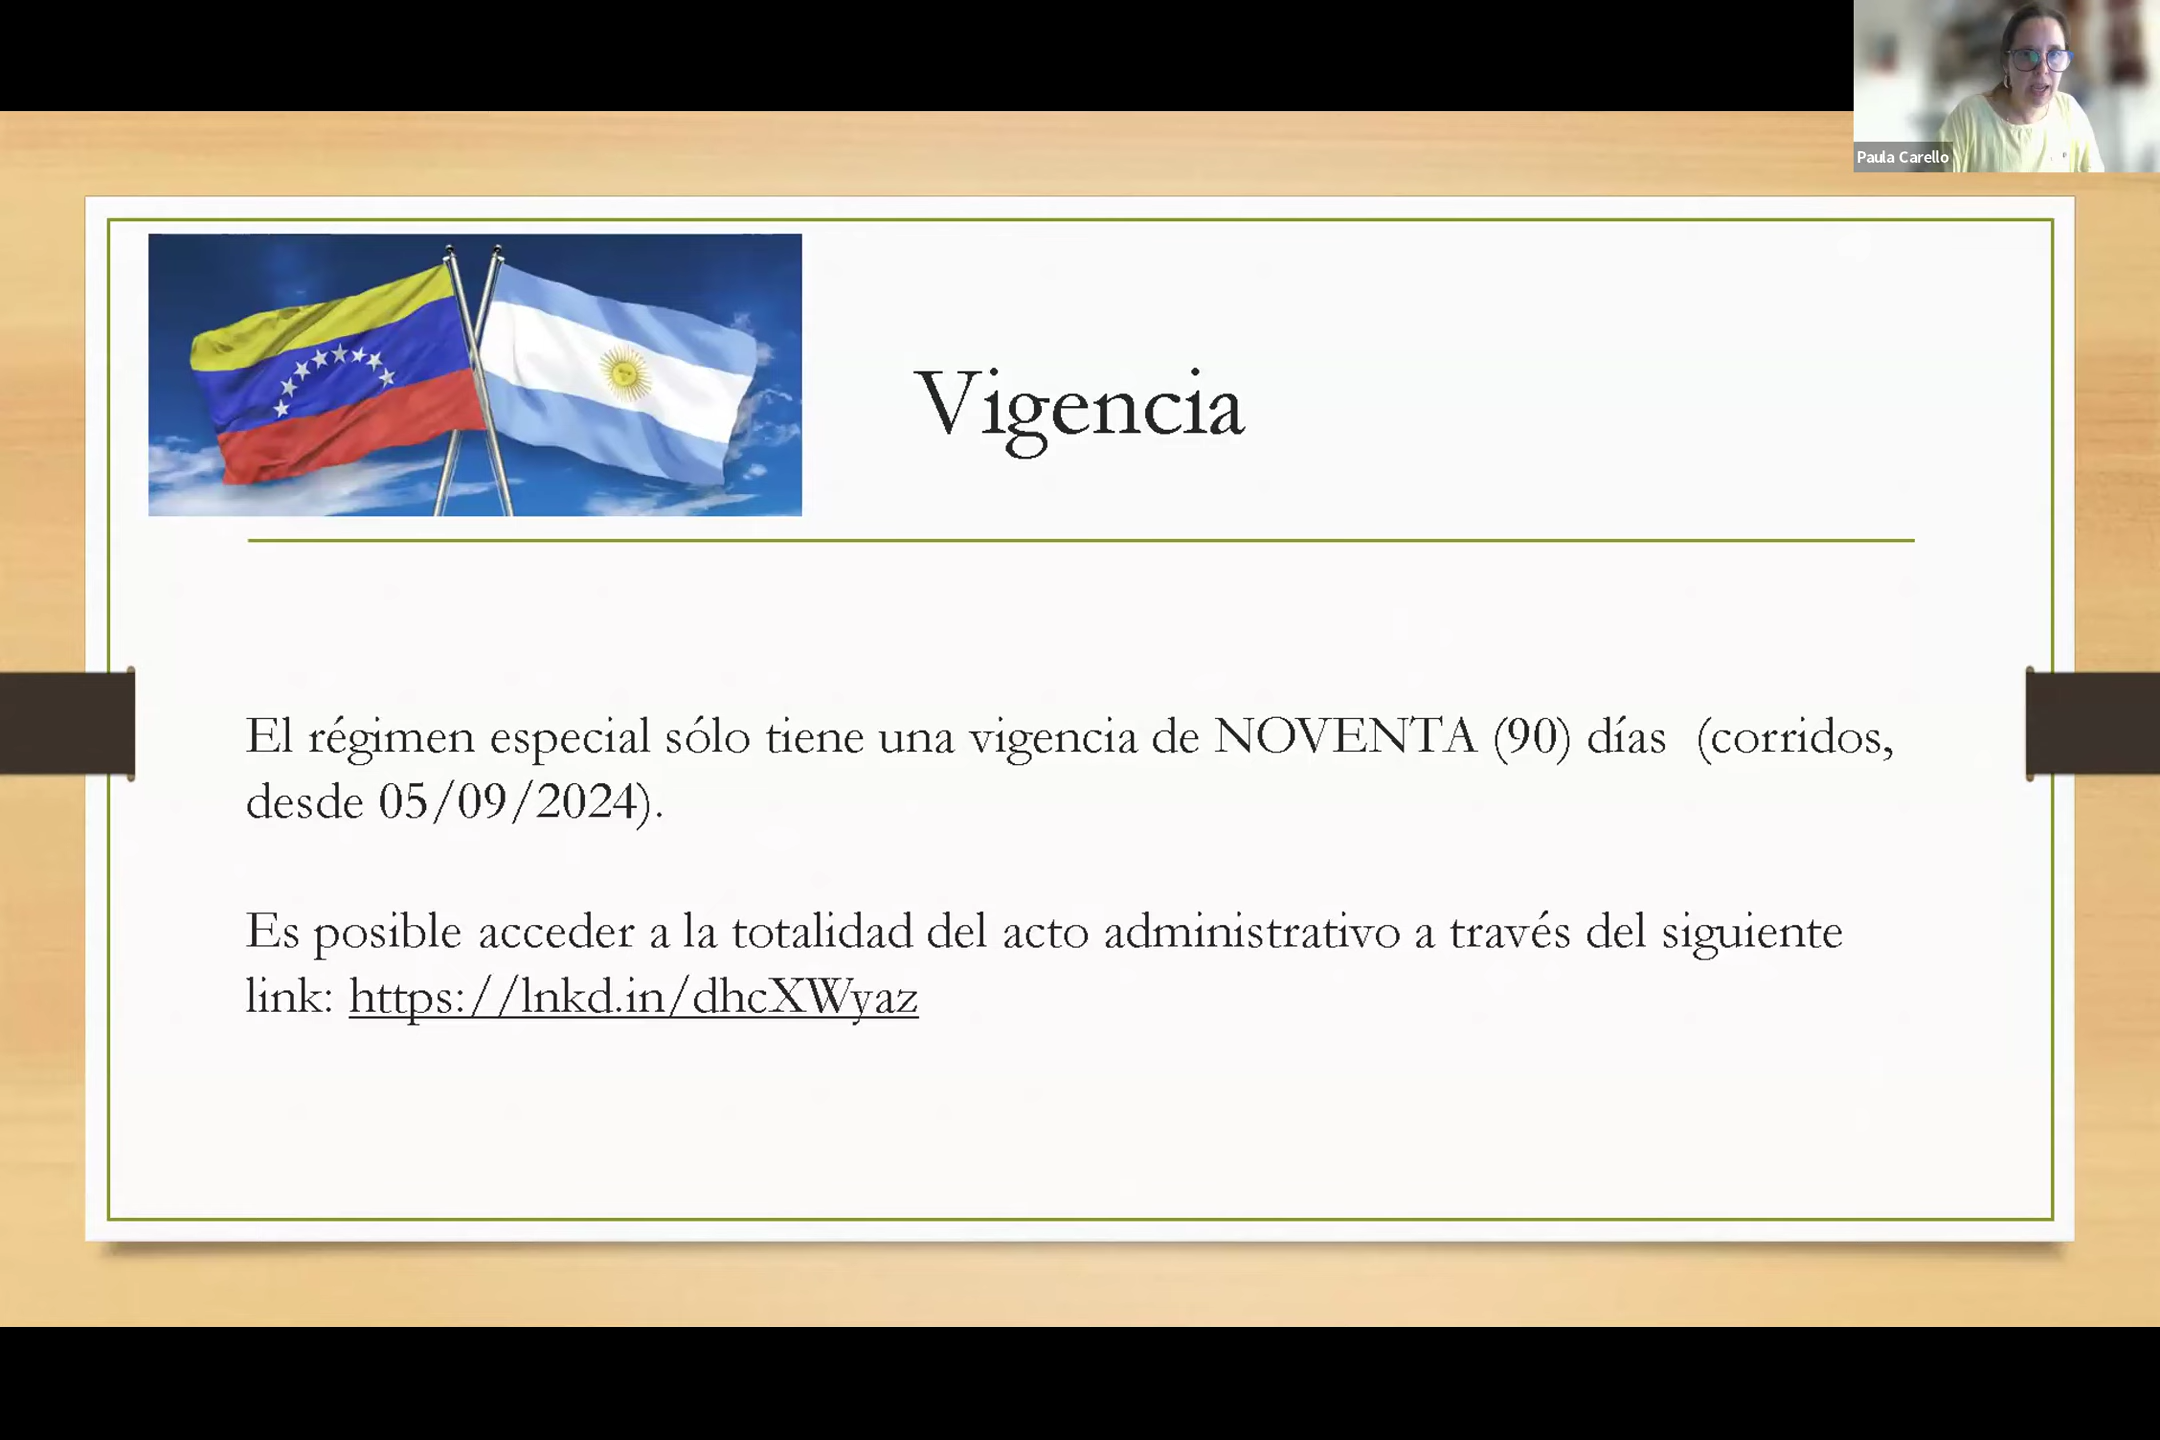 Paula Carello
Vigencia
El régimen especial sólo tiene una vigencia de NOVENTA (90) días  (corridos,
desde 05/09/2024).
Es posible acceder a la totalidad del acto administrativo a través del siguiente
link: https://lnkd.in/dhcXWyaz